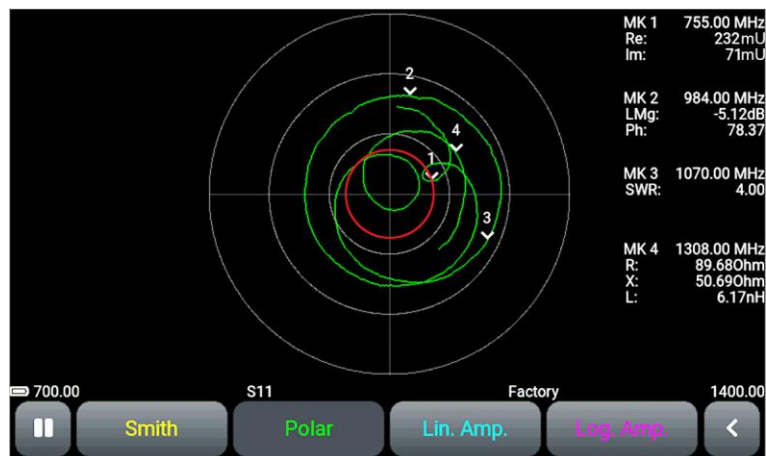 MK 1 755.00 MHz
Re: 232mU
Im: 71mU
MK 2 984.00 MHz
LMg: -5.12dB
Ph: 78.37
MK 3 1070.00 MHz
SWR: 4.00
MK 4 1308.00 MHz
R: 89.68Ohm
X: 50.69Ohm
L: 6.17nH
2
4
1
3
700.00 S11 Factory 1400.00
Smith Polar Lin. Amp. Log. Amp.